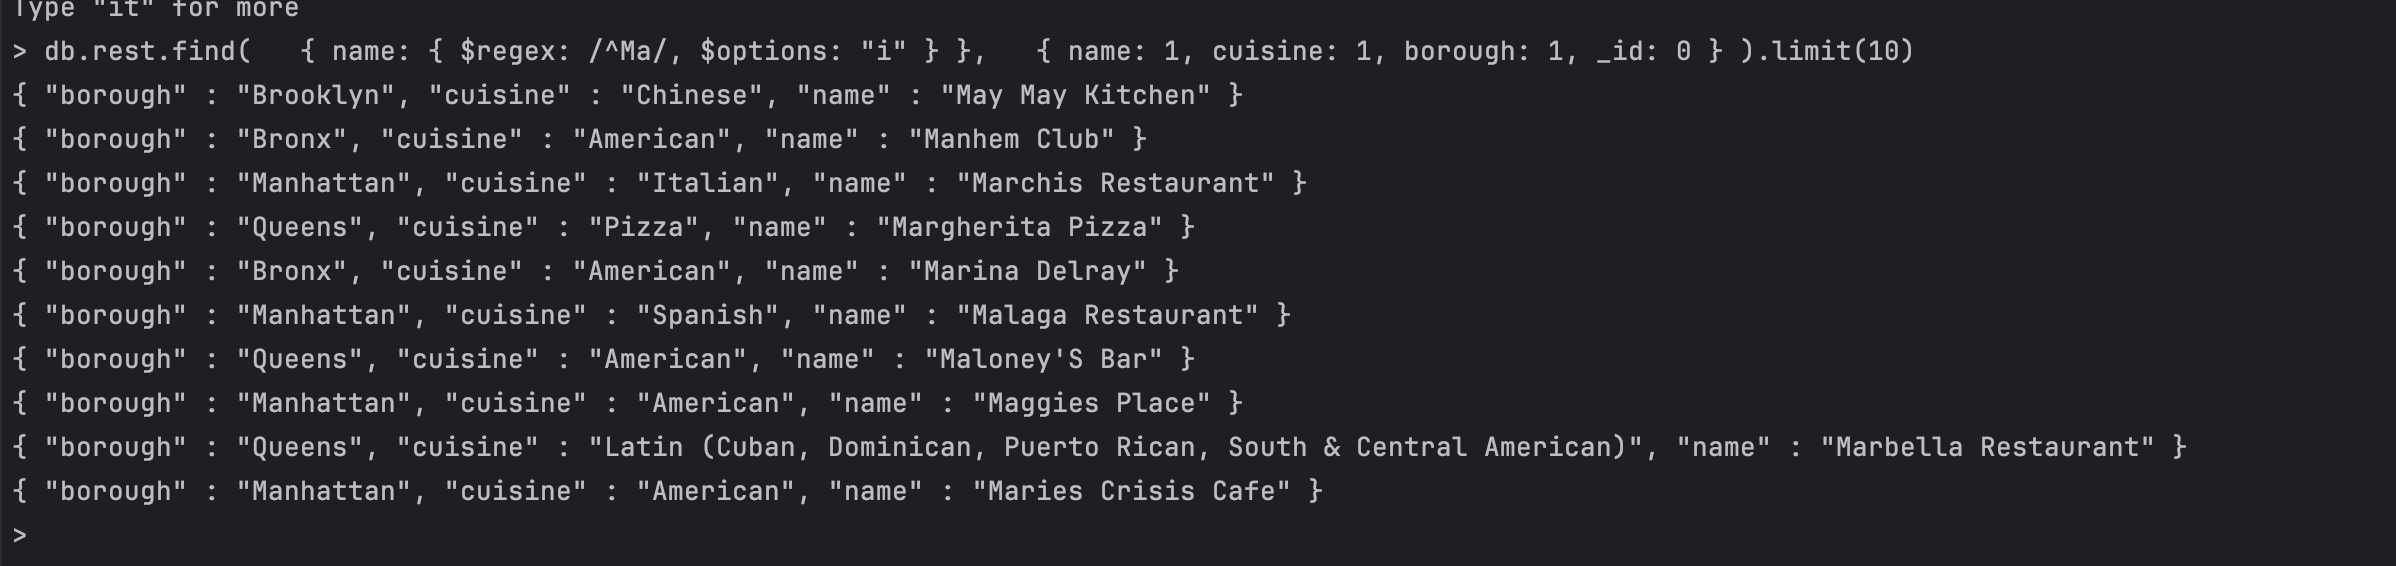 Type "it" for more
> db.rest.find(   { name: { $regex: /^Ma/, $options: "i" } },   { name: 1, cuisine: 1, borough: 1, _id: 0 } ).limit(10)
{ "borough" : "Brooklyn", "cuisine" : "Chinese", "name" : "May May Kitchen" }
{ "borough" : "Bronx", "cuisine" : "American", "name" : "Manhem Club" }
{ "borough" : "Manhattan", "cuisine" : "Italian", "name" : "Marchis Restaurant" }
{ "borough" : "Queens", "cuisine" : "Pizza", "name" : "Margherita Pizza" }
{ "borough" : "Bronx", "cuisine" : "American", "name" : "Marina Delray" }
{ "borough" : "Manhattan", "cuisine" : "Spanish", "name" : "Malaga Restaurant" }
{ "borough" : "Queens", "cuisine" : "American", "name" : "Maloney'S Bar" }
{ "borough" : "Manhattan", "cuisine" : "American", "name" : "Maggies Place" }
{ "borough" : "Queens", "cuisine" : "Latin (Cuban, Dominican, Puerto Rican, South & Central American)", "name" : "Marbella Restaurant" }
{ "borough" : "Manhattan", "cuisine" : "American", "name" : "Maries Crisis Cafe" }
>